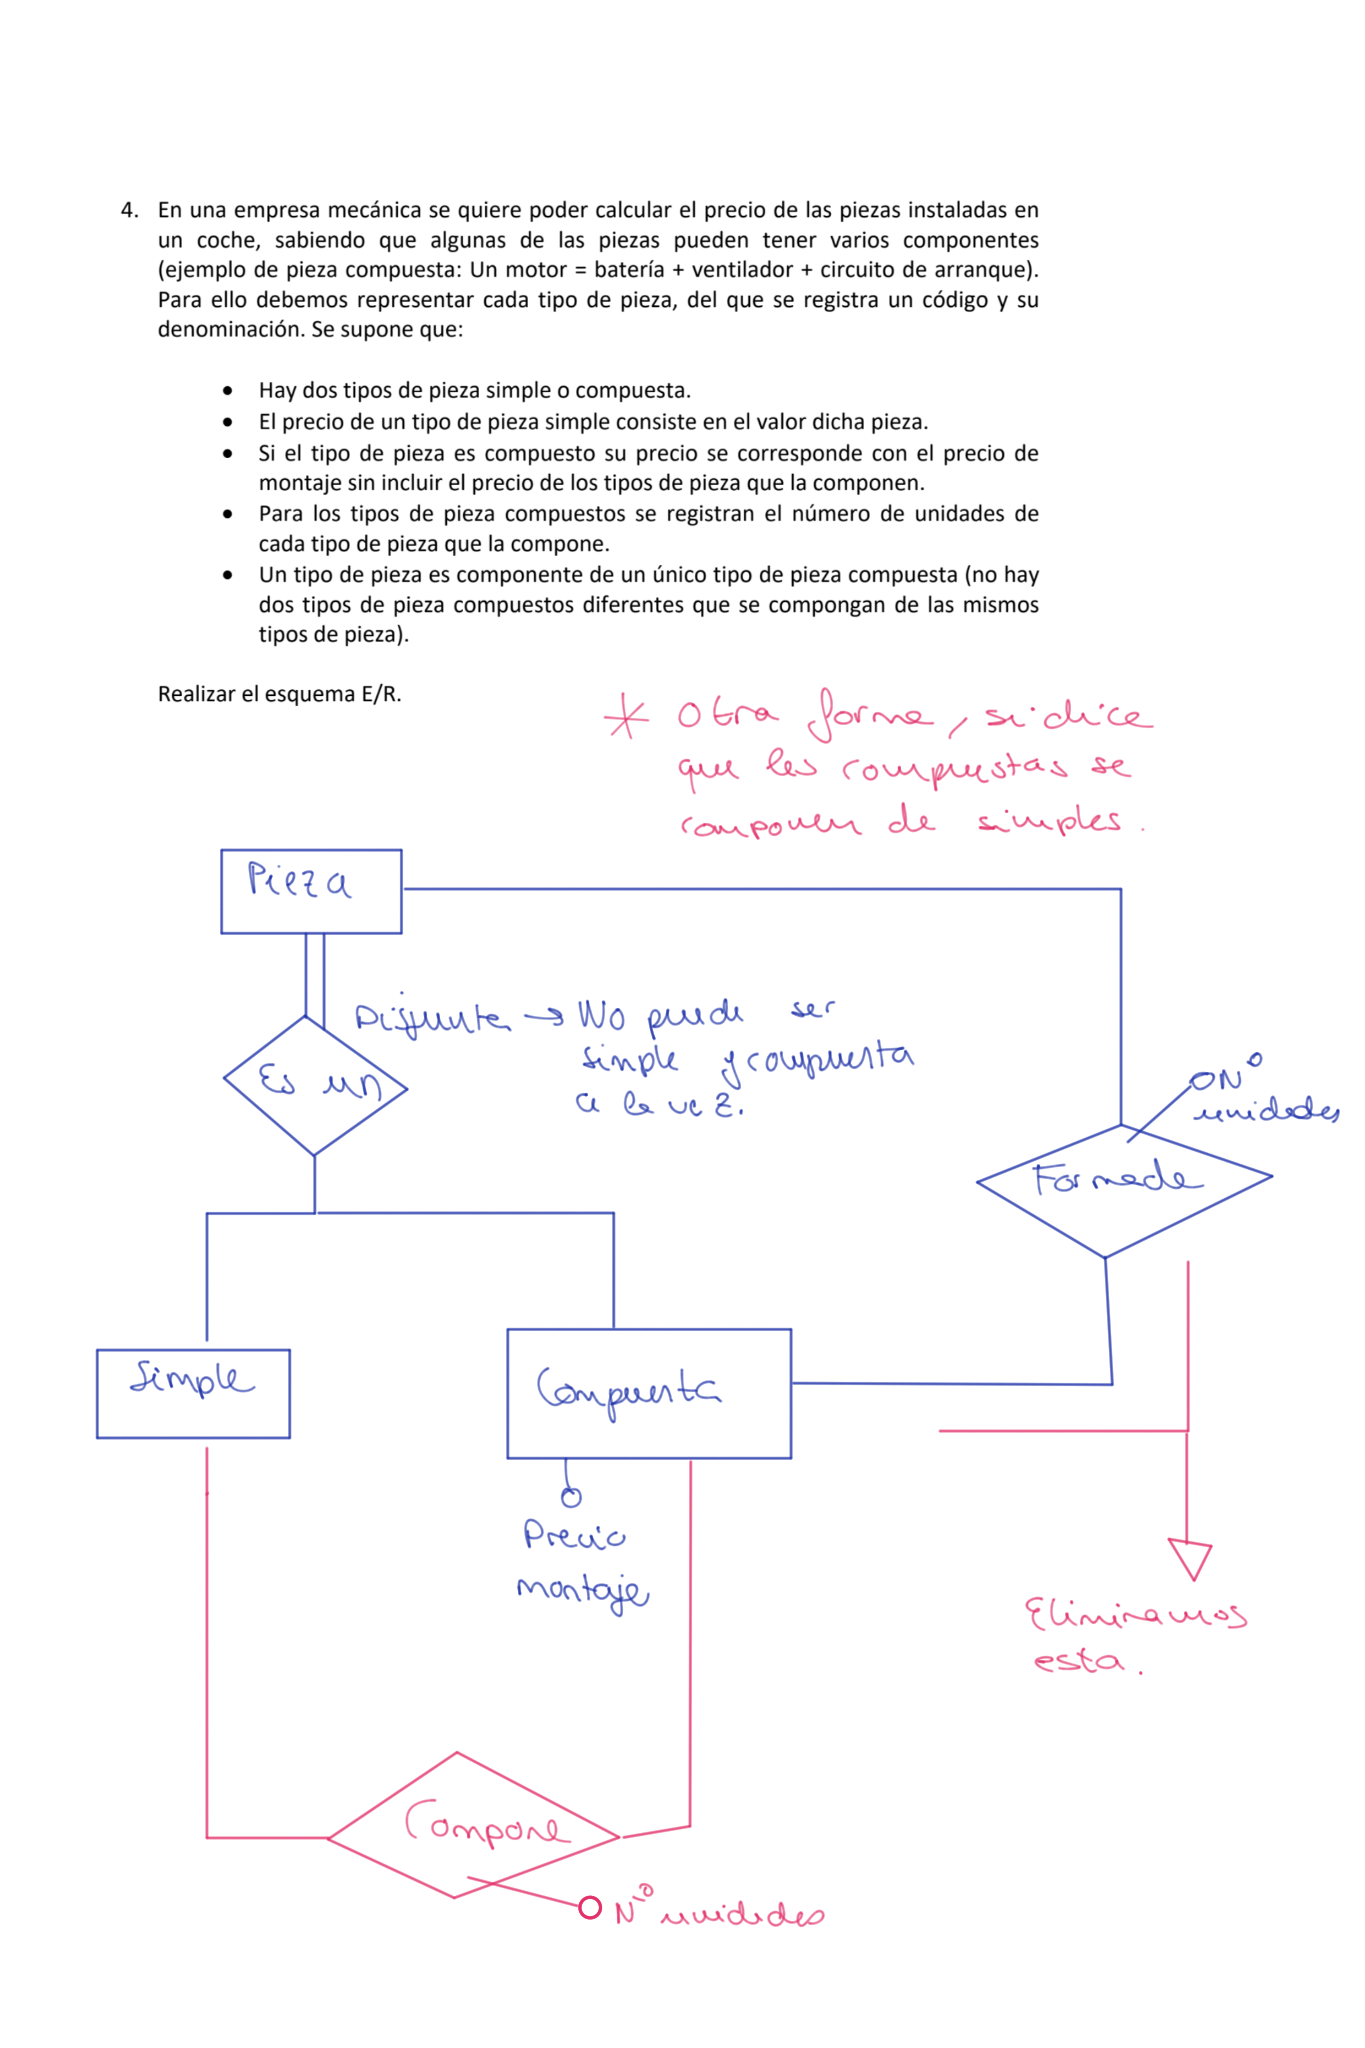 4. En una empresa mecánica se quiere poder calcular el precio de las piezas instaladas en
un coche, sabiendo que algunas de las piezas pueden tener varios componentes
(ejemplo de pieza compuesta: Un motor = batería + ventilador + circuito de arranque).
Para ello debemos representar cada tipo de pieza, del que se registra un código y su
denominación. Se supone que:
• Hay dos tipos de pieza simple o compuesta.
• El precio de un tipo de pieza simple consiste en el valor dicha pieza.
• Si el tipo de pieza es compuesto su precio se corresponde con el precio de
montaje sin incluir el precio de los tipos de pieza que la componen.
• Para los tipos de pieza compuestos se registran el número de unidades de
cada tipo de pieza que la compone.
• Un tipo de pieza es componente de un único tipo de pieza compuesta (no hay
dos tipos de pieza compuestos diferentes que se compongan de las mismos
tipos de pieza).
Realizar el esquema E/R.
* Otra forma, si dice
que las compuestas se
componen de simples.
Pieza
Disjunta → No puede ser
simple y compuesta
a la vez.
Es un
Nº
unidades
Formada
Simple
Compuesta
Precio
montaje
Eliminamos
esta.
Compone
Nº unidades